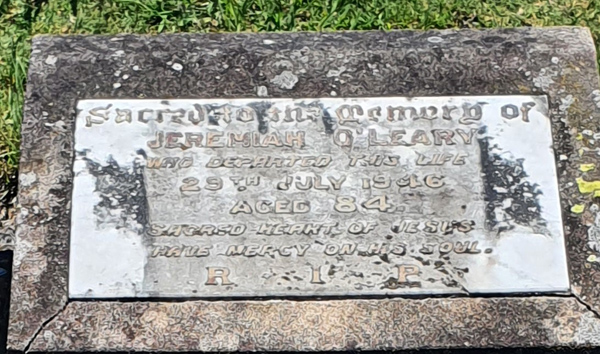 Sacred to the Memory of
JEREMIAH O'LEARY
WHO DEPARTED THIS LIFE
29TH JULY 1946
AGED 84.
SACRED HEART OF JESUS
HAVE MERCY ON HIS SOUL.
R. I. P.